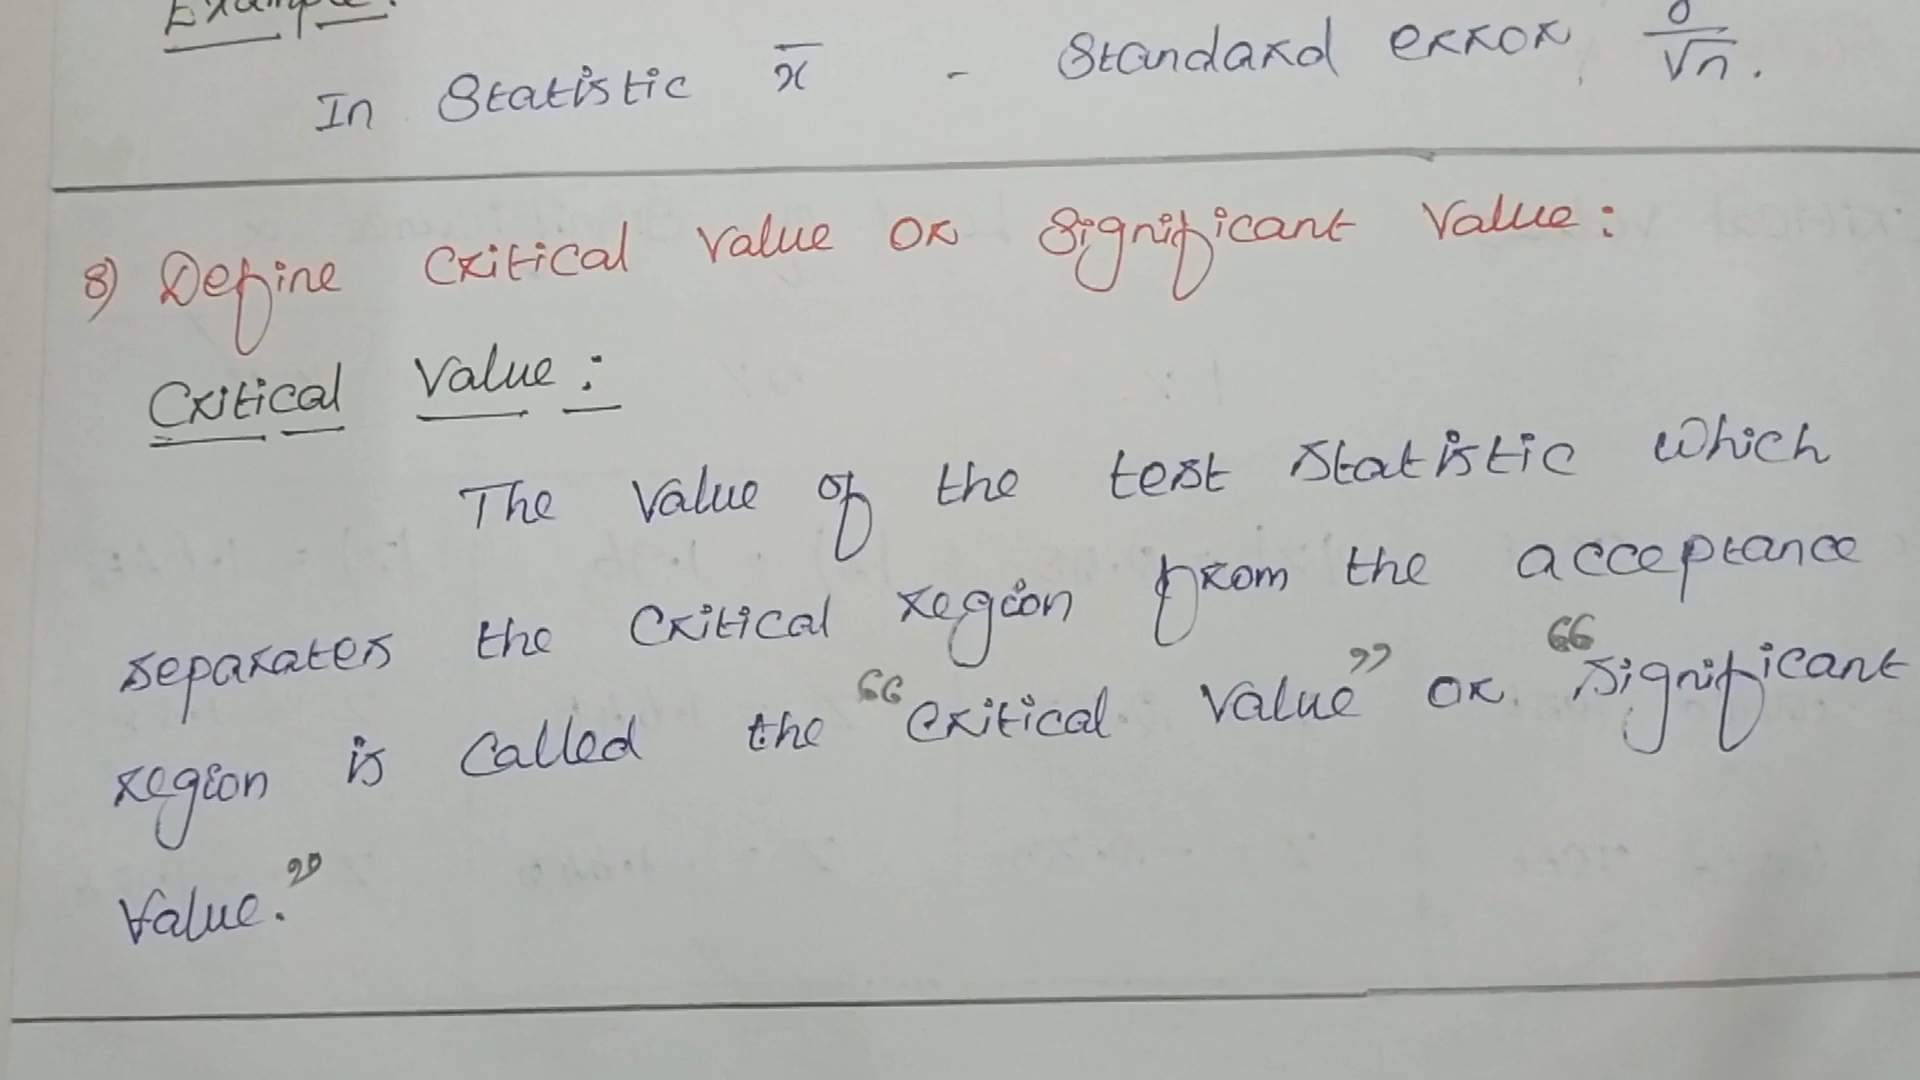 Example:
In Statistic x̄ - Standard error σ/√n.
8) Define Critical Value or Significant Value:
Critical Value:
The Value of the test statistic which
separates the Critical region from the acceptance
region is called the "Critical Value" or "significant
Value."